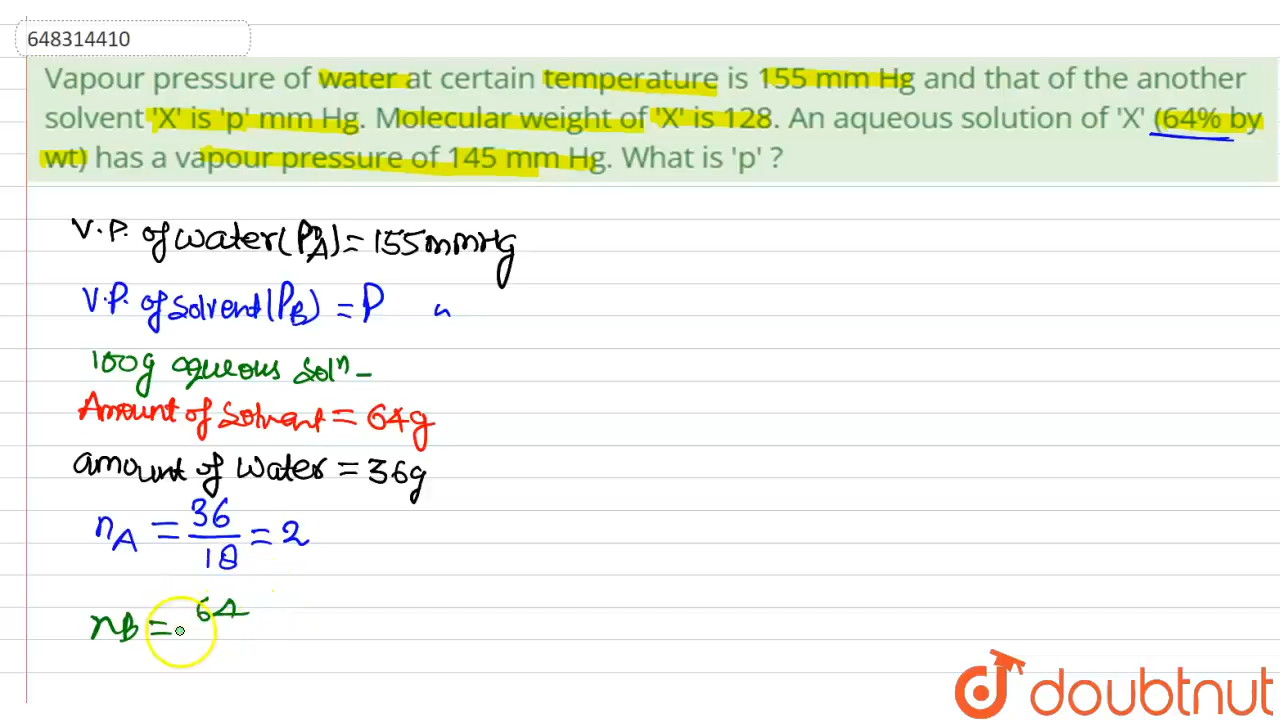 648314410
Vapour pressure of water at certain temperature is 155 mm Hg and that of the another
solvent 'X' is 'p' mm Hg. Molecular weight of 'X' is 128. An aqueous solution of 'X' (64% by
wt) has a vapour pressure of 145 mm Hg. What is 'p' ?
V.P. of water (P°A) = 155mmHg
V.P. of solvent (PB) = P "
100g aqueous solⁿ -
Amount of solvent = 64g
amount of water = 36g
nA = 36/18 = 2
nB = 64
doubtnut